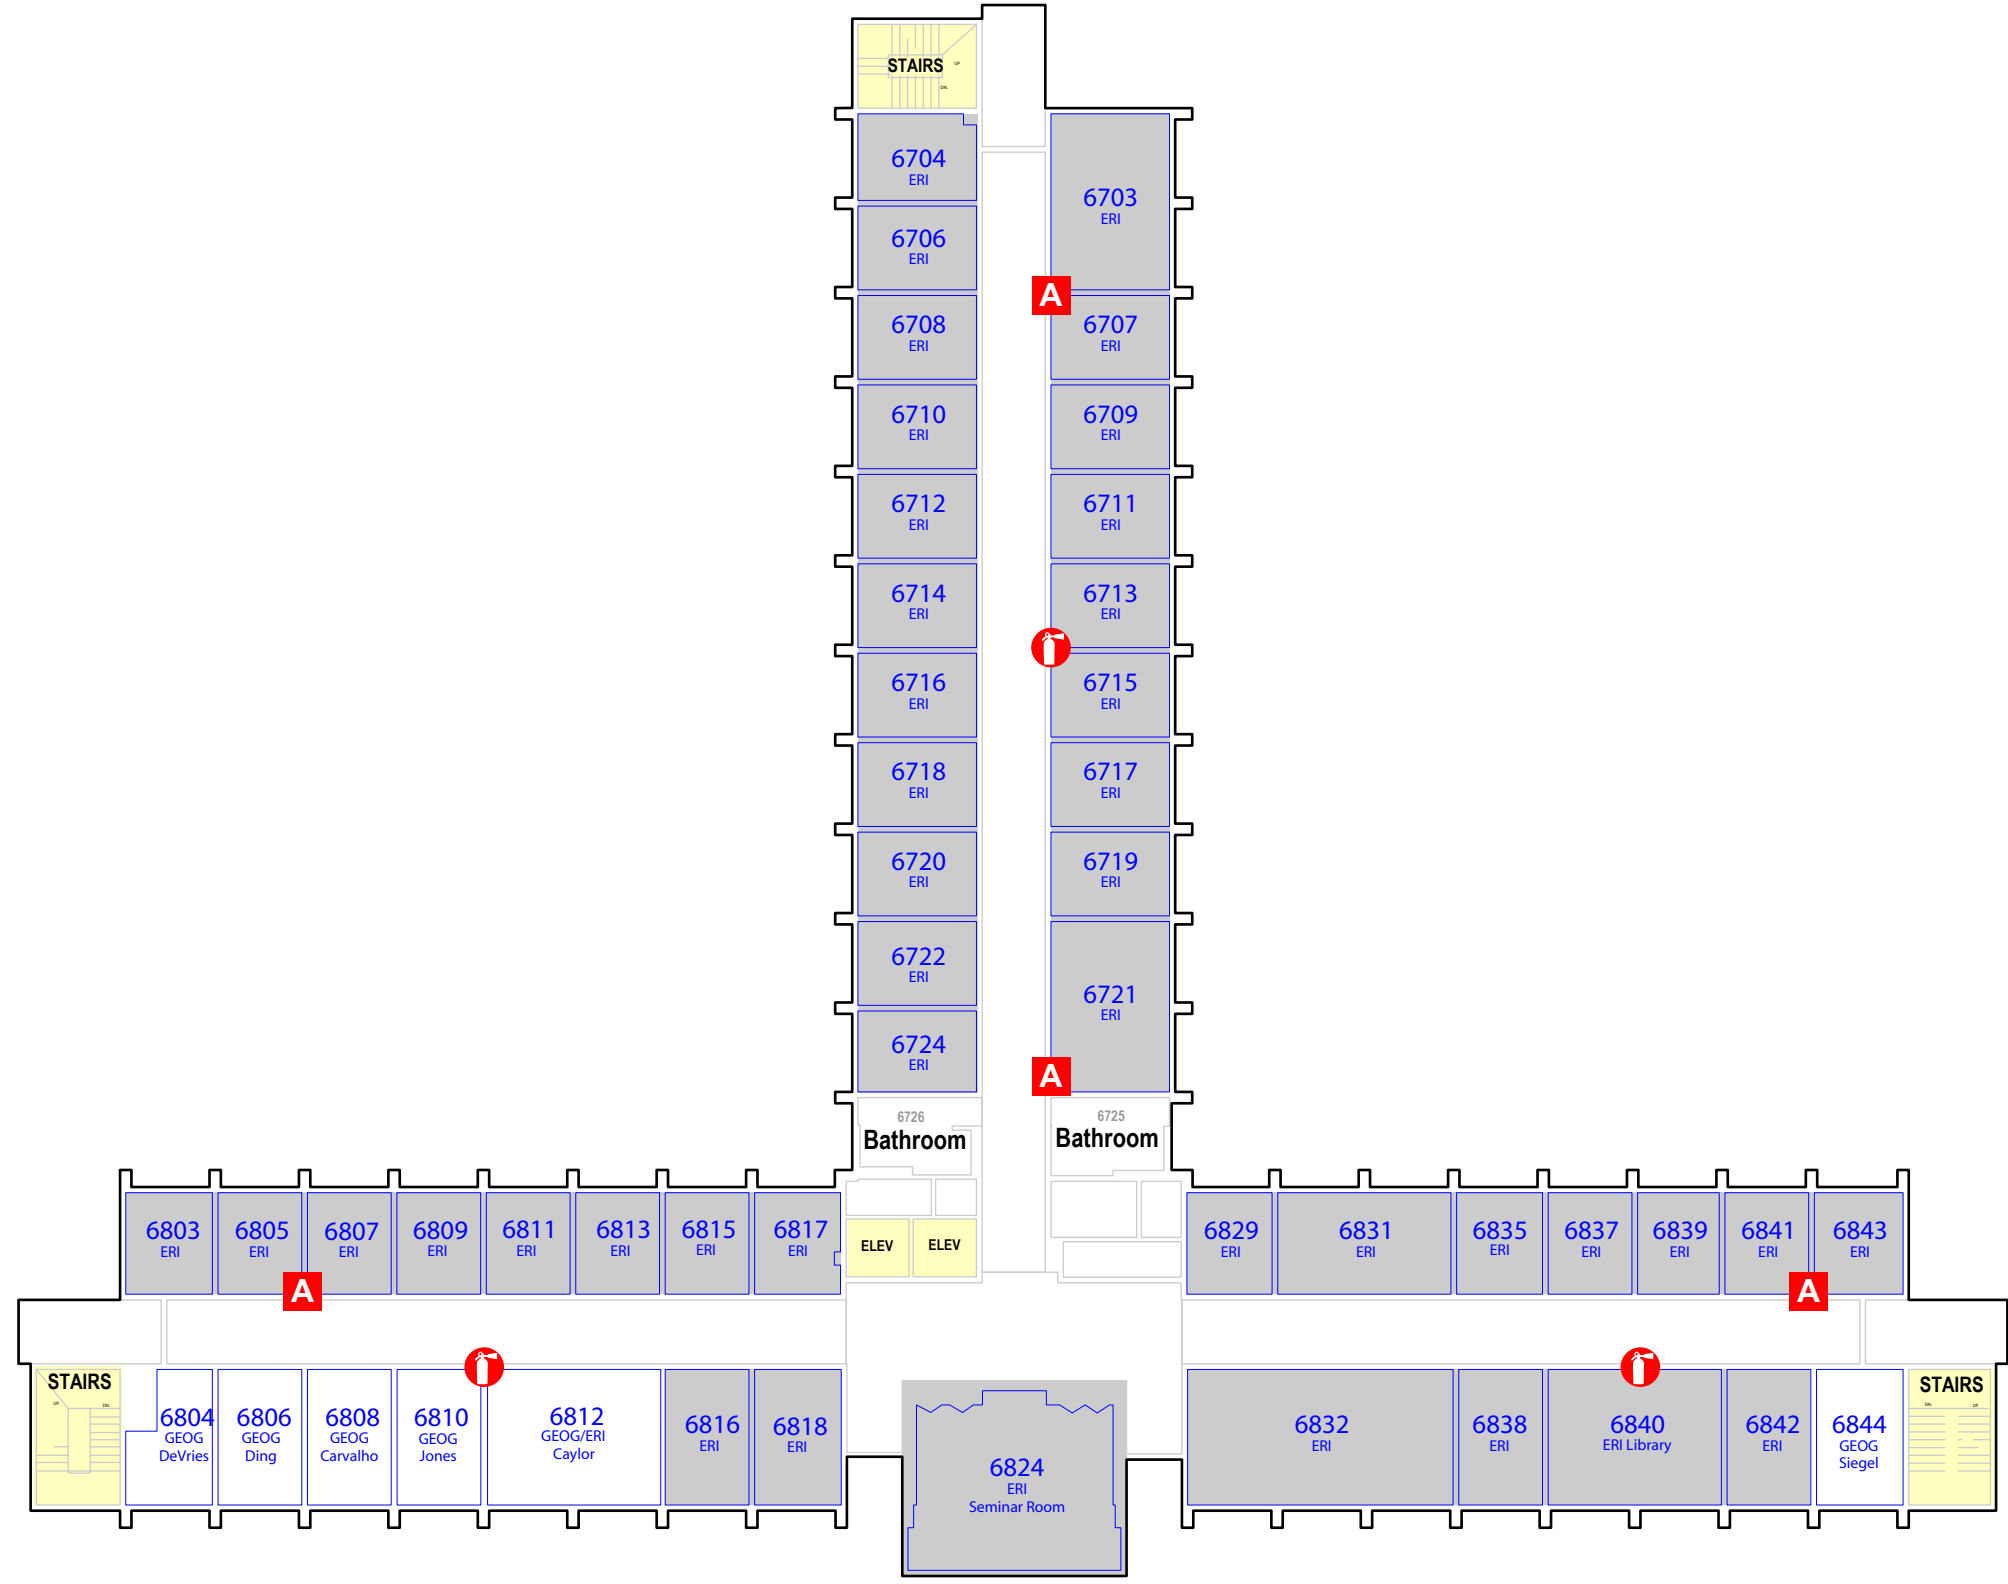 STAIRS
UP
DN.
6704
ERI
6703
ERI
6706
ERI
A
6708
ERI
6707
ERI
6710
ERI
6709
ERI
6712
ERI
6711
ERI
6714
ERI
6713
ERI
6716
ERI
6715
ERI
6718
ERI
6717
ERI
6720
ERI
6719
ERI
6722
ERI
6721
ERI
6724
ERI
A
6726
Bathroom
6725
Bathroom
6803
ERI
6805
ERI
6807
ERI
6809
ERI
6811
ERI
6813
ERI
6815
ERI
6817
ERI
ELEV
ELEV
6829
ERI
6831
ERI
6835
ERI
6837
ERI
6839
ERI
6841
ERI
6843
ERI
A
A
STAIRS
UP
DN.
6804
GEOG
DeVries
6806
GEOG
Ding
6808
GEOG
Carvalho
6810
GEOG
Jones
6812
GEOG/ERI
Caylor
6816
ERI
6818
ERI
6824
ERI
Seminar Room
6832
ERI
6838
ERI
6840
ERI Library
6842
ERI
6844
GEOG
Siegel
STAIRS
DN.
UP